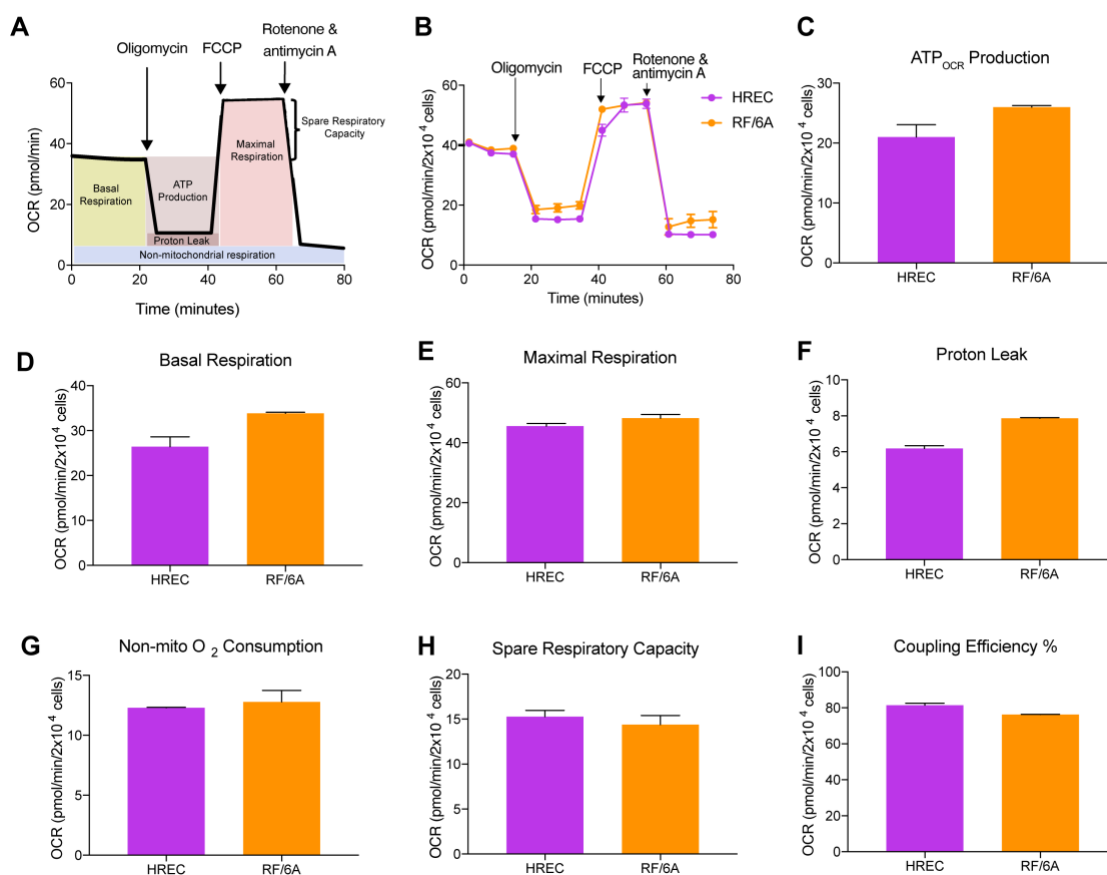 A
Oligomycin
FCCP
Rotenone &
antimycin A
OCR (pmol/min)
60
40
20
0
Basal
Respiration
ATP
Production
Proton Leak
Maximal
Respiration
Spare Respiratory
Capacity
Non-mitochondrial respiration
0 20 40 60 80
Time (minutes)
B
Oligomycin
FCCP
Rotenone &
antimycin A
HREC
RF/6A
OCR (pmol/min/2x10⁴ cells)
60
40
20
0
0 20 40 60 80
Time (minutes)
C
ATPOCR Production
OCR (pmol/min/2x10⁴ cells)
30
20
10
0
HREC RF/6A
D
Basal Respiration
OCR (pmol/min/2x10⁴ cells)
40
30
30
10
0
HREC RF/6A
E
Maximal Respiration
OCR (pmol/min/2x10⁴ cells)
60
40
20
0
HREC RF/6A
F
Proton Leak
OCR (pmol/min/2x10⁴ cells)
10
8
6
4
2
0
HREC RF/6A
G
Non-mito O 2 Consumption
OCR (pmol/min/2x10⁴ cells)
15
10
5
0
HREC RF/6A
H
Spare Respiratory Capacity
OCR (pmol/min/2x10⁴ cells)
20
15
10
5
0
HREC RF/6A
I
Coupling Efficiency %
OCR (pmol/min/2x10⁴ cells)
100
80
60
40
20
0
HREC RF/6A